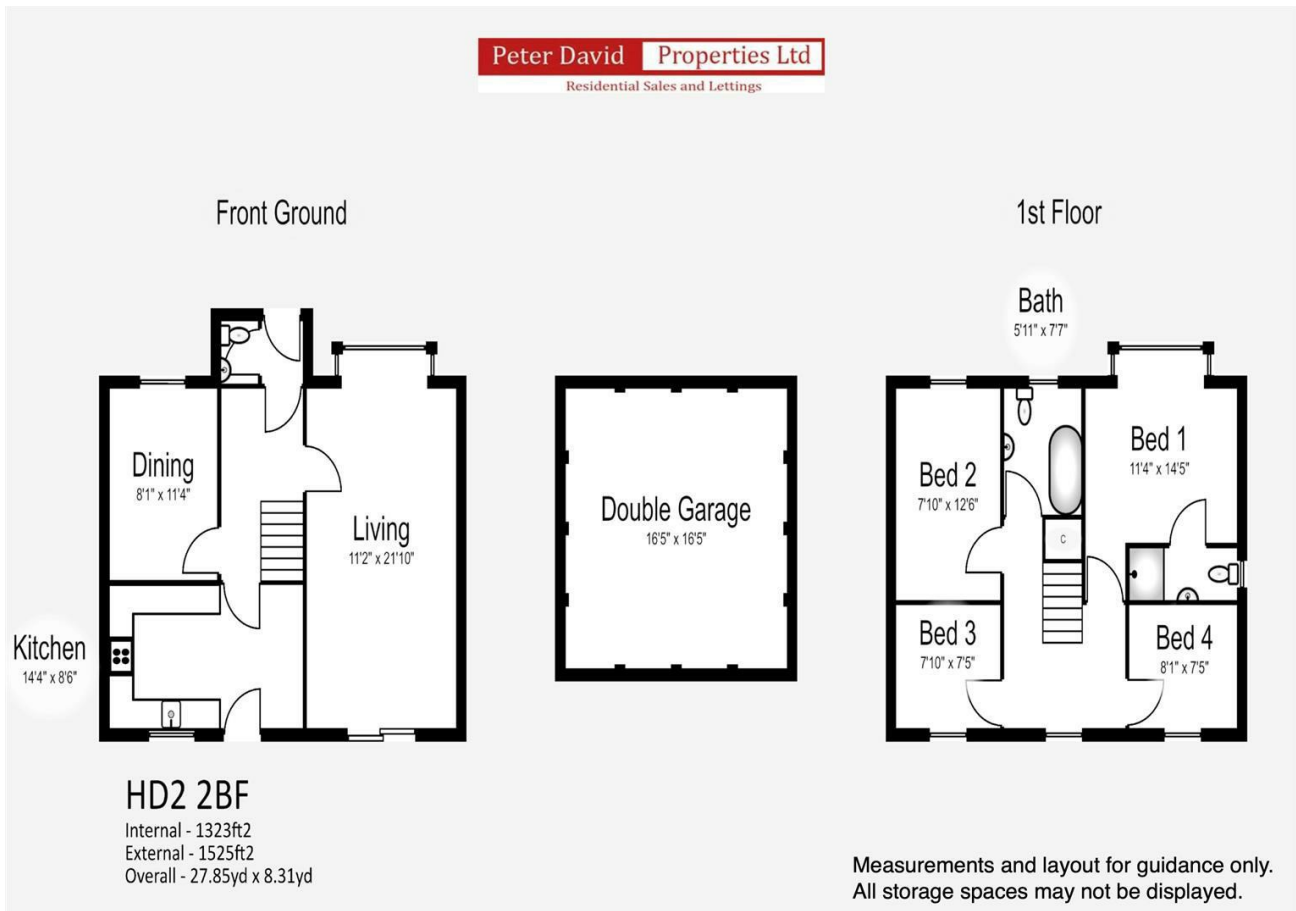 Peter David Properties Ltd
Residential Sales and Lettings
Front Ground
1st Floor
Bath
5'11" x 7'7"
Dining
8'1" x 11'4"
Living
11'2" x 21'10"
Kitchen
14'4" x 8'6"
Double Garage
16'5" x 16'5"
Bed 1
11'4" x 14'5"
Bed 2
7'10" x 12'6"
C
Bed 3
7'10" x 7'5"
Bed 4
8'1" x 7'5"
HD2 2BF
Internal - 1323ft2
External - 1525ft2
Overall - 27.85yd x 8.31yd
Measurements and layout for guidance only.
All storage spaces may not be displayed.